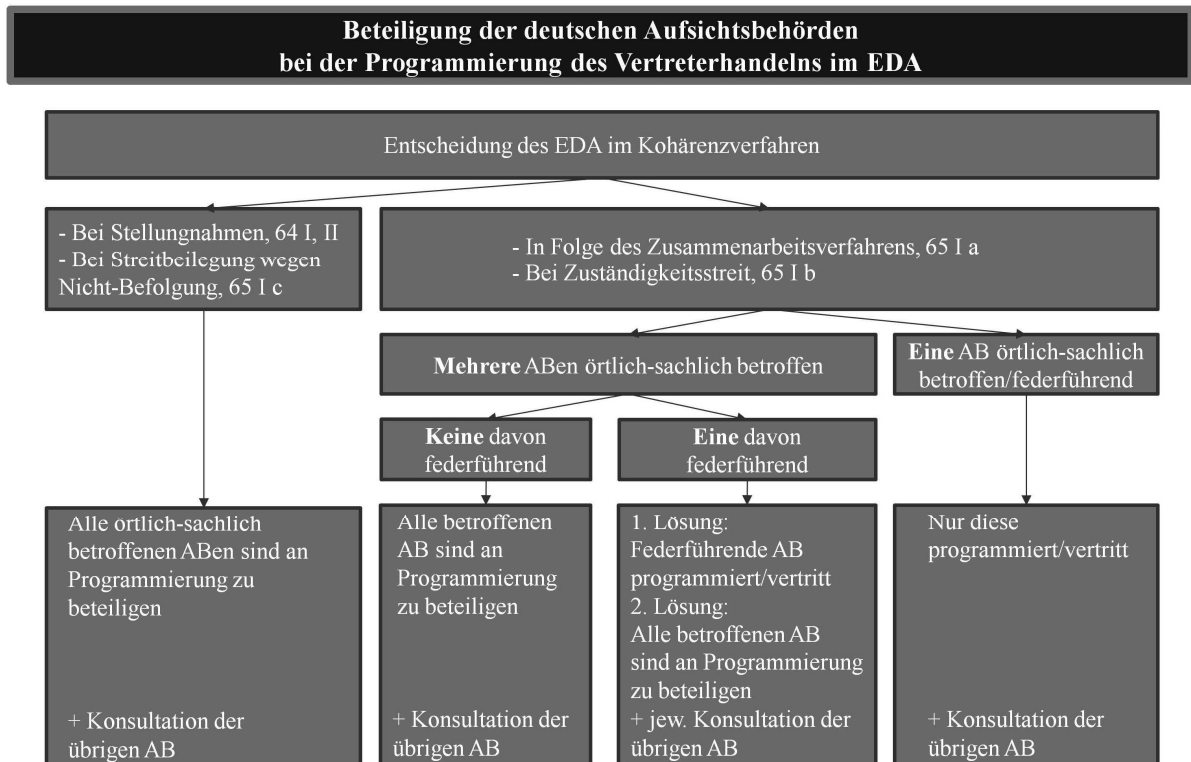 Beteiligung der deutschen Aufsichtsbehörden
bei der Programmierung des Vertreterhandelns im EDA
Entscheidung des EDA im Kohärenzverfahren
- Bei Stellungnahmen, 64 I, II
- Bei Streitbeilegung wegen
Nicht-Befolgung, 65 I c
- In Folge des Zusammenarbeitsverfahrens, 65 I a
- Bei Zuständigkeitsstreit, 65 I b
Mehrere ABen örtlich-sachlich betroffen
Eine AB örtlich-sachlich
betroffen/federführend
Keine davon
federführend
Eine davon
federführend
Alle örtlich-sachlich
betroffenen ABen sind an
Programmierung zu
beteiligen
+ Konsultation der
übrigen AB
Alle betroffenen
AB sind an
Programmierung
zu beteiligen
+ Konsultation der
übrigen AB
1. Lösung:
Federführende AB
programmiert/vertritt
2. Lösung:
Alle betroffenen AB
sind an Programmierung
zu beteiligen
+ jew. Konsultation der
übrigen AB
Nur diese
programmiert/vertritt
+ Konsultation der
übrigen AB